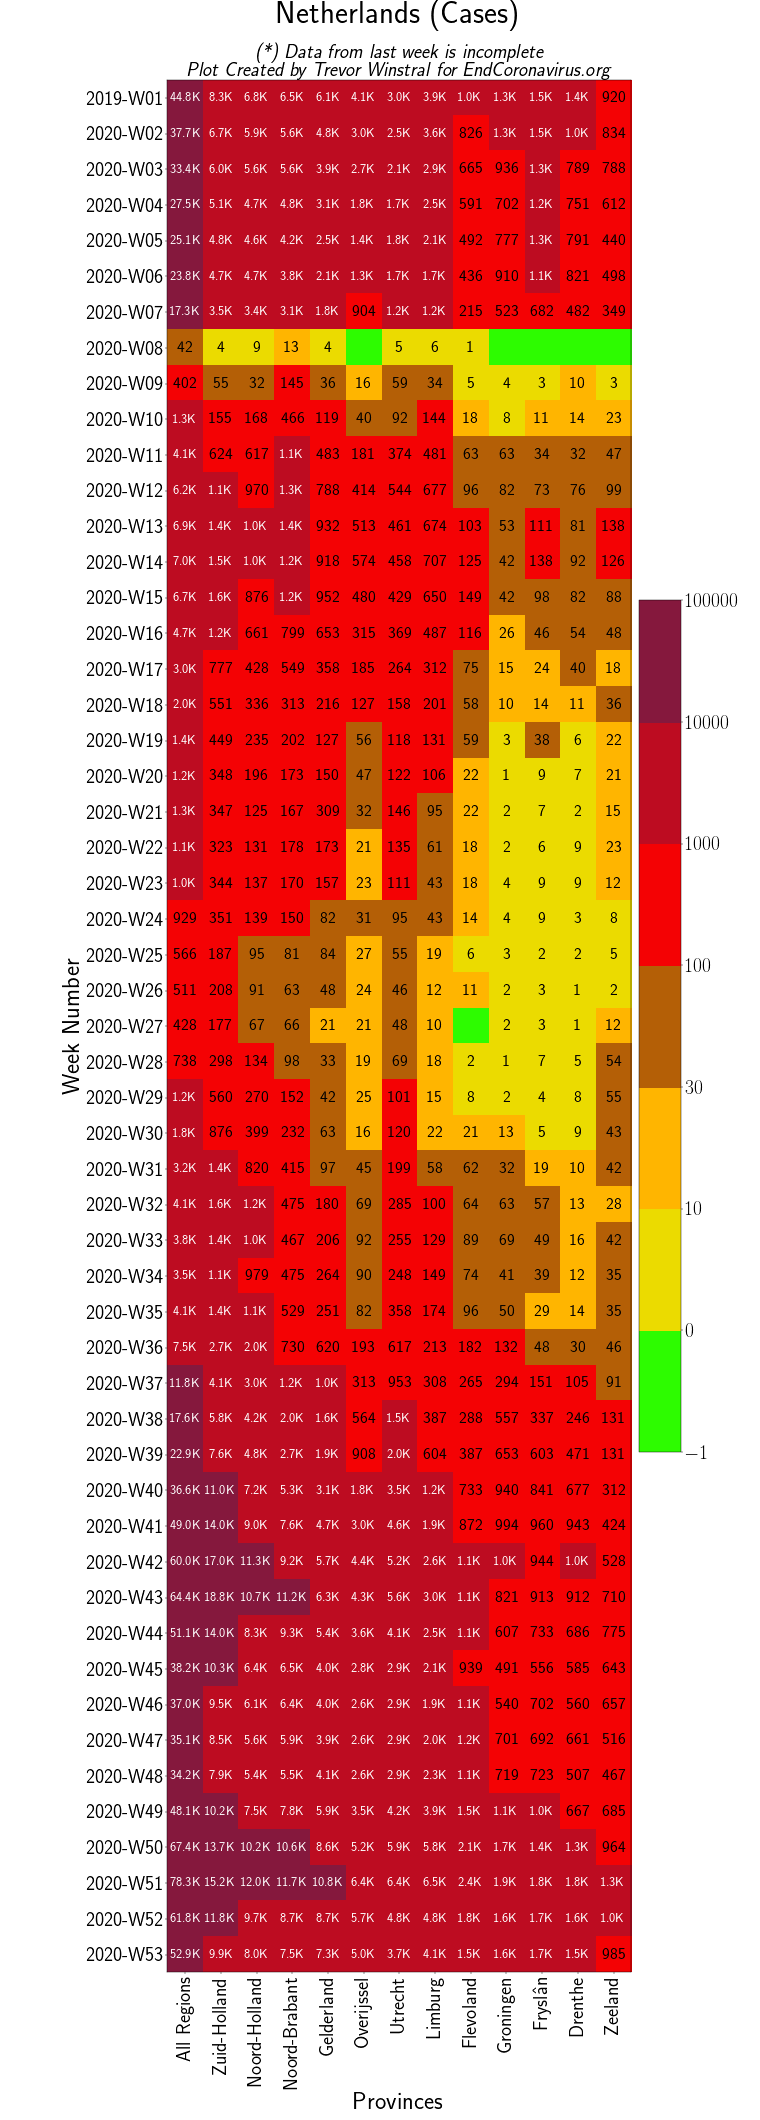 Netherlands (Cases)
(*) Data from last week is incomplete
Plot Created by Trevor Winstral for EndCoronavirus.org
2019-W01 44.8K 8.3K 6.8K 6.5K 6.1K 4.1K 3.0K 3.9K 1.0K 1.3K 1.5K 1.4K 920
2020-W02 37.7K 6.7K 5.9K 5.6K 4.8K 3.0K 2.5K 3.6K 826 1.3K 1.5K 1.0K 834
2020-W03 33.4K 6.0K 5.6K 5.6K 3.9K 2.7K 2.1K 2.9K 665 936 1.3K 789 788
2020-W04 27.5K 5.1K 4.7K 4.8K 3.1K 1.8K 1.7K 2.5K 591 702 1.2K 751 612
2020-W05 25.1K 4.8K 4.6K 4.2K 2.5K 1.4K 1.8K 2.1K 492 777 1.3K 791 440
2020-W06 23.8K 4.7K 4.7K 3.8K 2.1K 1.3K 1.7K 1.7K 436 910 1.1K 821 498
2020-W07 17.3K 3.5K 3.4K 3.1K 1.8K 904 1.2K 1.2K 215 523 682 482 349
2020-W08 42 4 9 13 4 5 6 1
2020-W09 402 55 32 145 36 16 59 34 5 4 3 10 3
2020-W10 1.3K 155 168 466 119 40 92 144 18 8 11 14 23
2020-W11 4.1K 624 617 1.1K 483 181 374 481 63 63 34 32 47
2020-W12 6.2K 1.1K 970 1.3K 788 414 544 677 96 82 73 76 99
2020-W13 6.9K 1.4K 1.0K 1.4K 932 513 461 674 103 53 111 81 138
2020-W14 7.0K 1.5K 1.0K 1.2K 918 574 458 707 125 42 138 92 126
2020-W15 6.7K 1.6K 876 1.2K 952 480 429 650 149 42 98 82 88
2020-W16 4.7K 1.2K 661 799 653 315 369 487 116 26 46 54 48
2020-W17 3.0K 777 428 549 358 185 264 312 75 15 24 40 18
2020-W18 2.0K 551 336 313 216 127 158 201 58 10 14 11 36
2020-W19 1.4K 449 235 202 127 56 118 131 59 3 38 6 22
2020-W20 1.2K 348 196 173 150 47 122 106 22 1 9 7 21
2020-W21 1.3K 347 125 167 309 32 146 95 22 2 7 2 15
2020-W22 1.1K 323 131 178 173 21 135 61 18 2 6 9 23
2020-W23 1.0K 344 137 170 157 23 111 43 18 4 9 9 12
2020-W24 929 351 139 150 82 31 95 43 14 4 9 3 8
2020-W25 566 187 95 81 84 27 55 19 6 3 2 2 5
2020-W26 511 208 91 63 48 24 46 12 11 2 3 1 2
2020-W27 428 177 67 66 21 21 48 10 2 3 1 12
2020-W28 738 298 134 98 33 19 69 18 2 1 7 5 54
2020-W29 1.2K 560 270 152 42 25 101 15 8 2 4 8 55
2020-W30 1.8K 876 399 232 63 16 120 22 21 13 5 9 43
2020-W31 3.2K 1.4K 820 415 97 45 199 58 62 32 19 10 42
2020-W32 4.1K 1.6K 1.2K 475 180 69 285 100 64 63 57 13 28
2020-W33 3.8K 1.4K 1.0K 467 206 92 255 129 89 69 49 16 42
2020-W34 3.5K 1.1K 979 475 264 90 248 149 74 41 39 12 35
2020-W35 4.1K 1.4K 1.1K 529 251 82 358 174 96 50 29 14 35
2020-W36 7.5K 2.7K 2.0K 730 620 193 617 213 182 132 48 30 46
2020-W37 11.8K 4.1K 3.0K 1.2K 1.0K 313 953 308 265 294 151 105 91
2020-W38 17.6K 5.8K 4.2K 2.0K 1.6K 564 1.5K 387 288 557 337 246 131
2020-W39 22.9K 7.6K 4.8K 2.7K 1.9K 908 2.0K 604 387 653 603 471 131
2020-W40 36.6K 11.0K 7.2K 5.3K 3.1K 1.8K 3.5K 1.2K 733 940 841 677 312
2020-W41 49.0K 14.0K 9.0K 7.6K 4.7K 3.0K 4.6K 1.9K 872 994 960 943 424
2020-W42 60.0K 17.0K 11.3K 9.2K 5.7K 4.4K 5.2K 2.6K 1.1K 1.0K 944 1.0K 528
2020-W43 64.4K 18.8K 10.7K 11.2K 6.3K 4.3K 5.6K 3.0K 1.1K 821 913 912 710
2020-W44 51.1K 14.0K 8.3K 9.3K 5.4K 3.6K 4.1K 2.5K 1.1K 607 733 686 775
2020-W45 38.2K 10.3K 6.4K 6.5K 4.0K 2.8K 2.9K 2.1K 939 491 556 585 643
2020-W46 37.0K 9.5K 6.1K 6.4K 4.0K 2.6K 2.9K 1.9K 1.1K 540 702 560 657
2020-W47 35.1K 8.5K 5.6K 5.9K 3.9K 2.6K 2.9K 2.0K 1.2K 701 692 661 516
2020-W48 34.2K 7.9K 5.4K 5.5K 4.1K 2.6K 2.9K 2.3K 1.1K 719 723 507 467
2020-W49 48.1K 10.2K 7.5K 7.8K 5.9K 3.5K 4.2K 3.9K 1.5K 1.1K 1.0K 667 685
2020-W50 67.4K 13.7K 10.2K 10.6K 8.6K 5.2K 5.9K 5.8K 2.1K 1.7K 1.4K 1.3K 964
2020-W51 78.3K 15.2K 12.0K 11.7K 10.8K 6.4K 6.4K 6.5K 2.4K 1.9K 1.8K 1.8K 1.3K
2020-W52 61.8K 11.8K 9.7K 8.7K 8.7K 5.7K 4.8K 4.8K 1.8K 1.6K 1.7K 1.6K 1.0K
2020-W53 52.9K 9.9K 8.0K 7.5K 7.3K 5.0K 3.7K 4.1K 1.5K 1.6K 1.7K 1.5K 985
Week Number
All Regions
Zuid-Holland
Noord-Holland
Noord-Brabant
Gelderland
Overijssel
Utrecht
Limburg
Flevoland
Groningen
Fryslân
Drenthe
Zeeland
Provinces
100000
10000
1000
100
30
10
0
−1